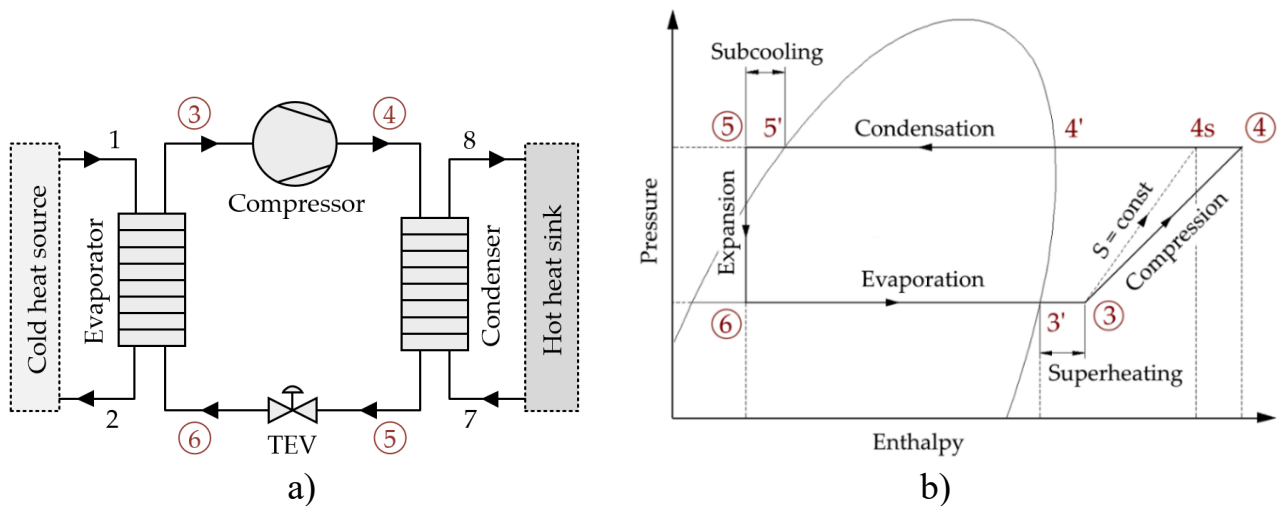 1
③
④
8
Compressor
Cold heat source
Evaporator
Condenser
Hot heat sink
2
⑥
TEV
⑤
7
a)
Pressure
Subcooling
⑤
5'
Condensation
4'
4s
④
Expansion
S = const
Compression
Evaporation
⑥
3'
③
Superheating
Enthalpy
b)